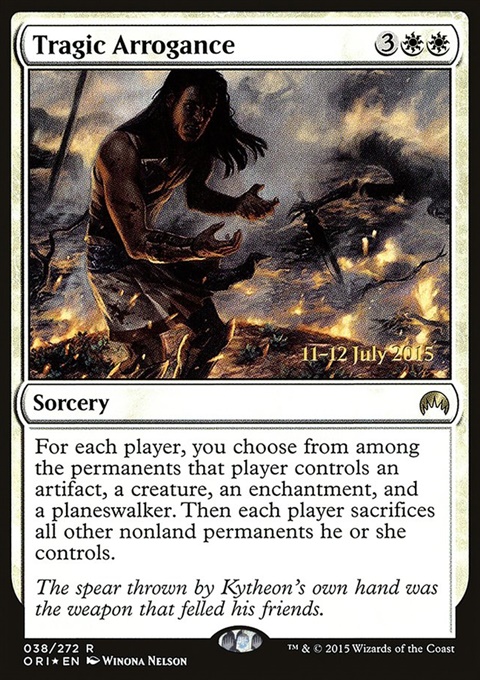 Tragic Arrogance 3
11–12 July 2015
Sorcery
For each player, you choose from among
the permanents that player controls an
artifact, a creature, an enchantment, and
a planeswalker. Then each player sacrifices
all other nonland permanents he or she
controls.
The spear thrown by Kytheon's own hand was
the weapon that felled his friends.
038/272 R
ORI★EN Winona Nelson
™ & © 2015 Wizards of the Coast